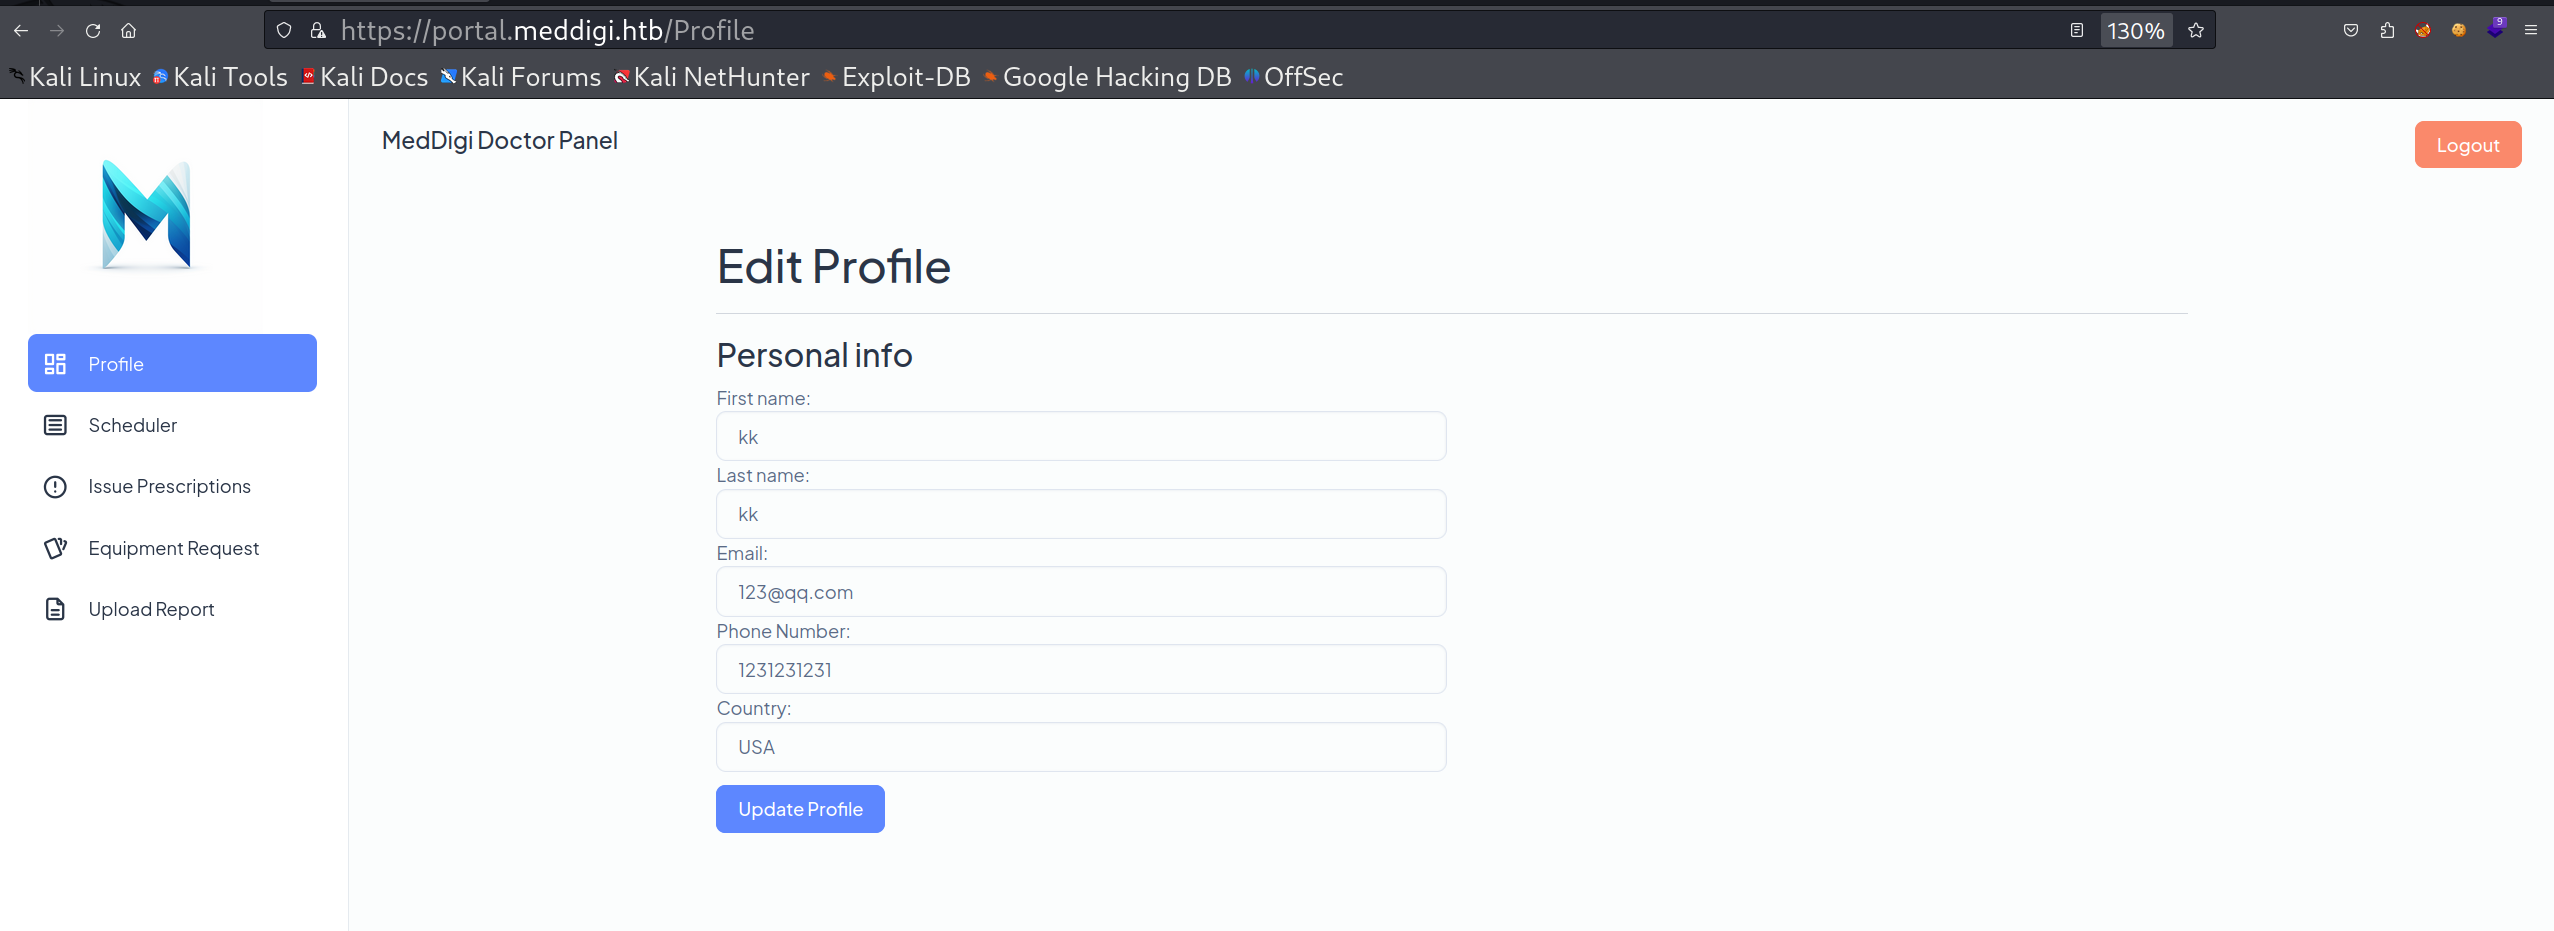 https://portal.meddigi.htb/Profile
130%
9
Kali Linux Kali Tools Kali Docs Kali Forums Kali NetHunter Exploit-DB Google Hacking DB OffSec
MedDigi Doctor Panel
Logout
Profile
Scheduler
Issue Prescriptions
Equipment Request
Upload Report
Edit Profile
Personal info
First name:
kk
Last name:
kk
Email:
123@qq.com
Phone Number:
1231231231
Country:
USA
Update Profile